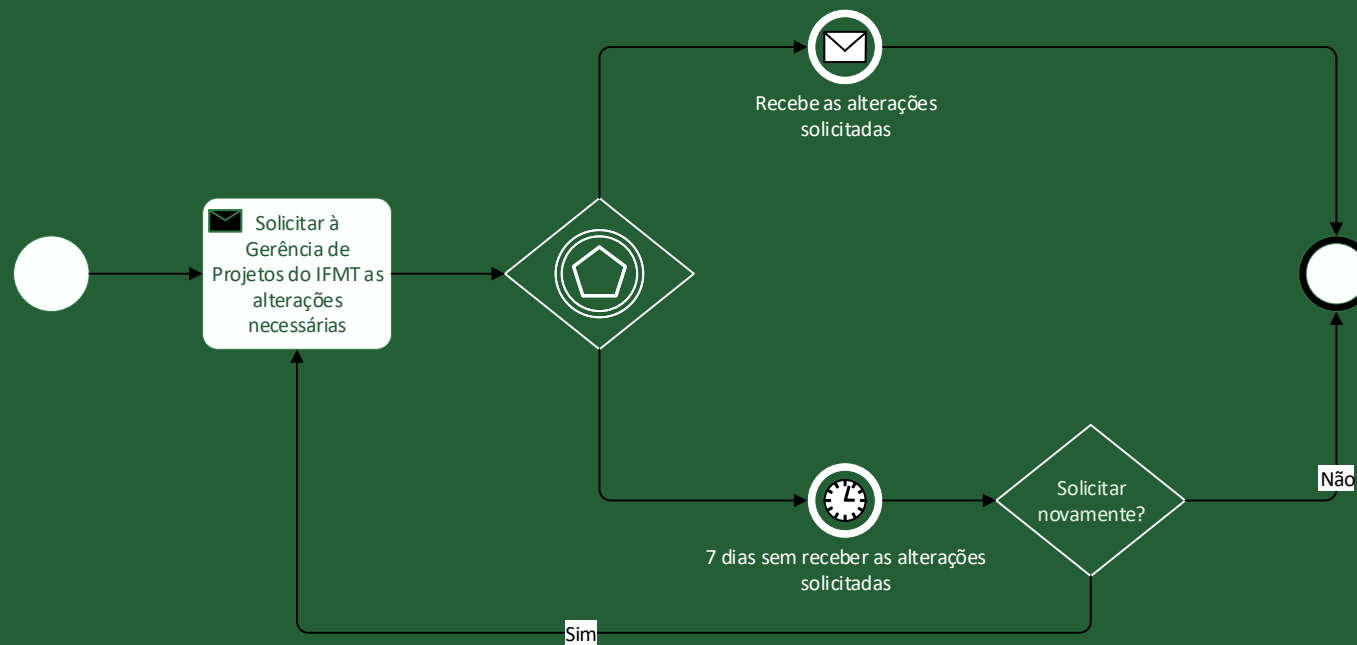 Recebe as alterações
solicitadas
Solicitar à
Gerência de
Projetos do IFMT as
alterações
necessárias
Solicitar
novamente?
Não
7 dias sem receber as alterações
solicitadas
Sim